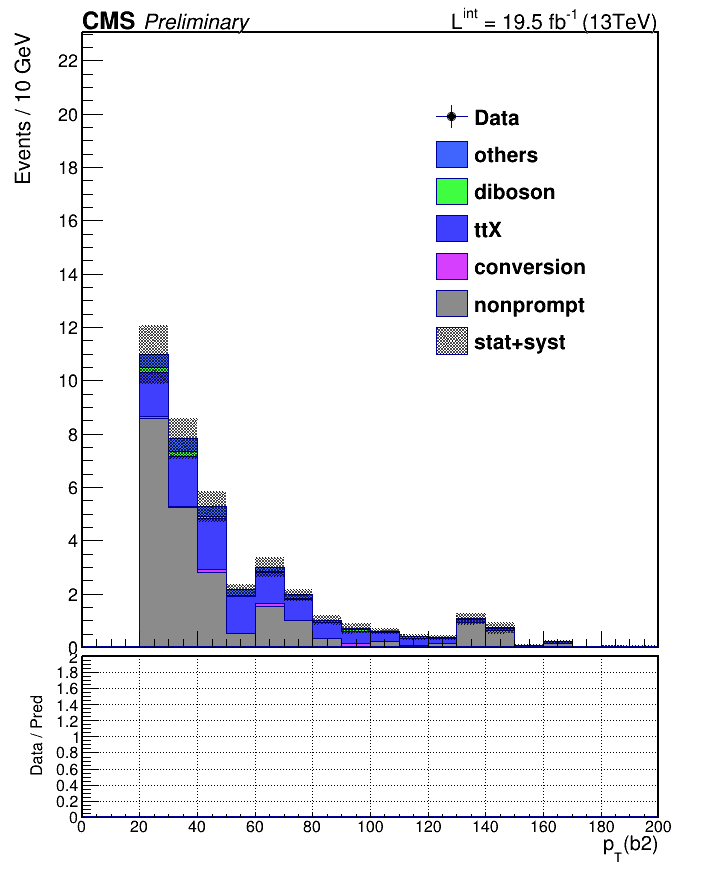 CMS Preliminary
L^int = 19.5 fb^-1 (13TeV)
Events / 10 GeV
22
20
18
16
14
12
10
8
6
4
2
0
Data
others
diboson
ttX
conversion
nonprompt
stat+syst
Data / Pred
2
1.8
1.6
1.4
1.2
1
0.8
0.6
0.4
0.2
0
0 20 40 60 80 100 120 140 160 180 200
p_T(b2)